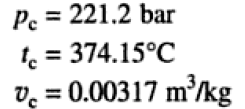 p_c = 221.2 bar
t_c = 374.15°C
v_c = 0.00317 m³/kg